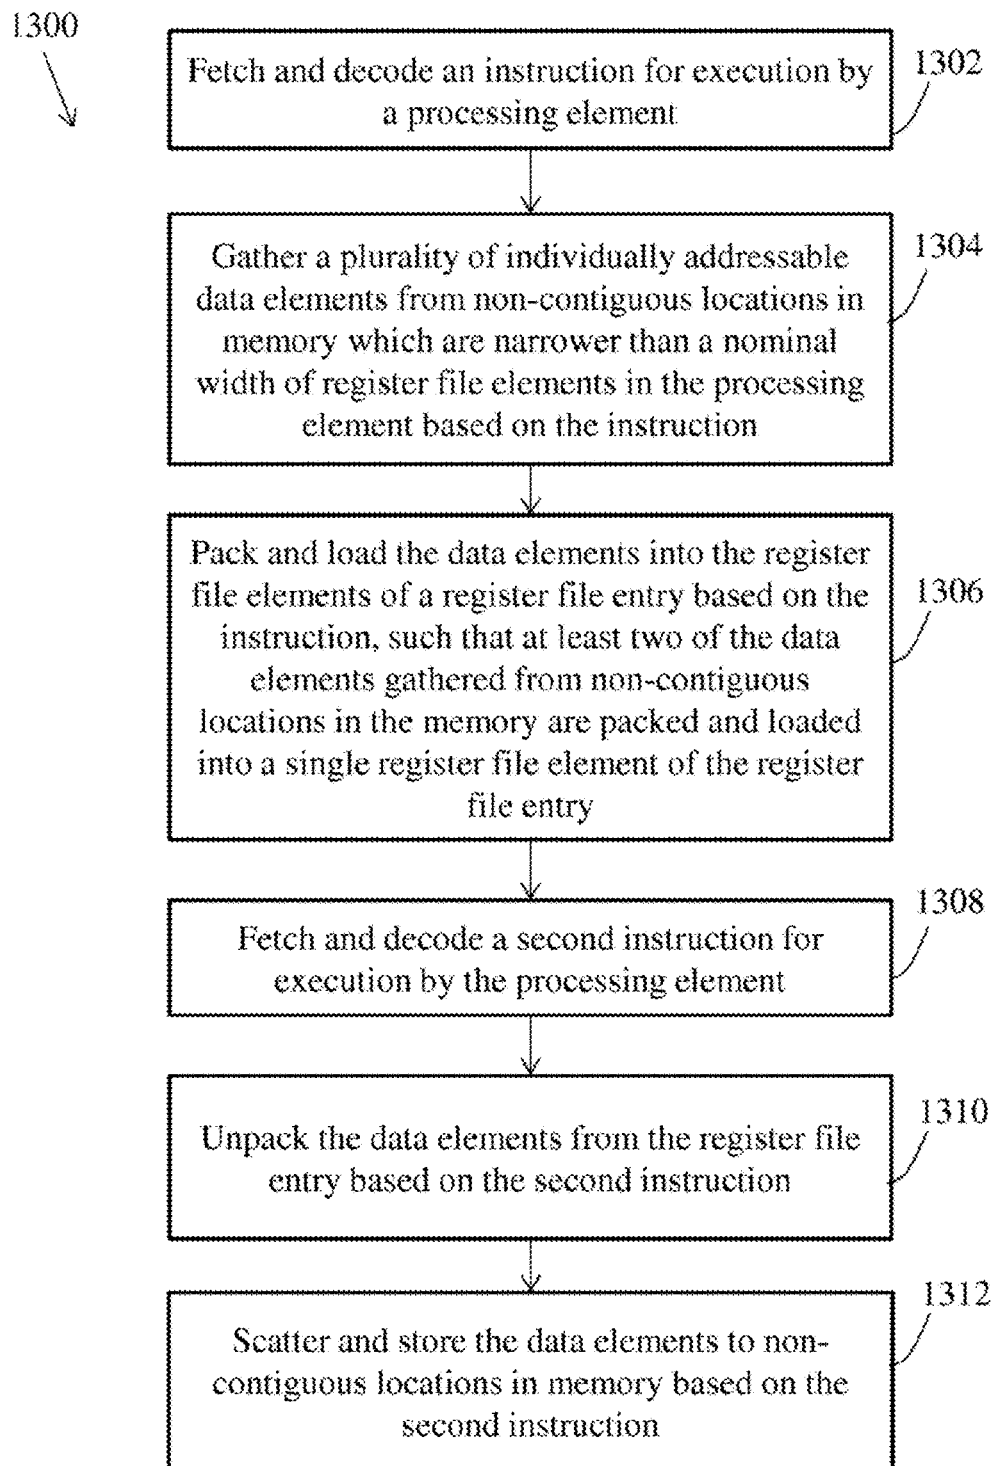 1300
Fetch and decode an instruction for execution by
a processing element
1302
Gather a plurality of individually addressable
data elements from non-contiguous locations in
memory which are narrower than a nominal
width of register file elements in the processing
element based on the instruction
1304
Pack and load the data elements into the register
file elements of a register file entry based on the
instruction, such that at least two of the data
elements gathered from non-contiguous
locations in the memory are packed and loaded
into a single register file element of the register
file entry
1306
Fetch and decode a second instruction for
execution by the processing element
1308
Unpack the data elements from the register file
entry based on the second instruction
1310
Scatter and store the data elements to non-
contiguous locations in memory based on the
second instruction
1312